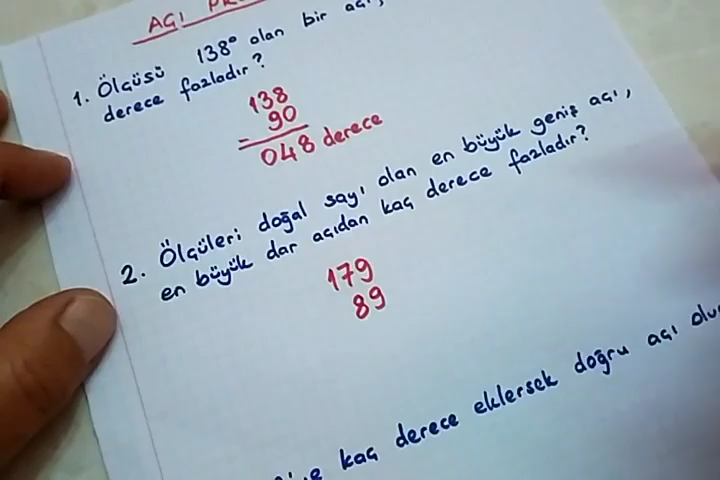 AÇI
1. Ölçüsü 138° olan bir açı,
derece fazladır?
138
90
-
048 derece
2. Ölçüleri doğal sayı olan en büyük geniş açı,
en büyük dar açıdan kaç derece fazladır?
179
89
kaç derece eklersek doğru açı